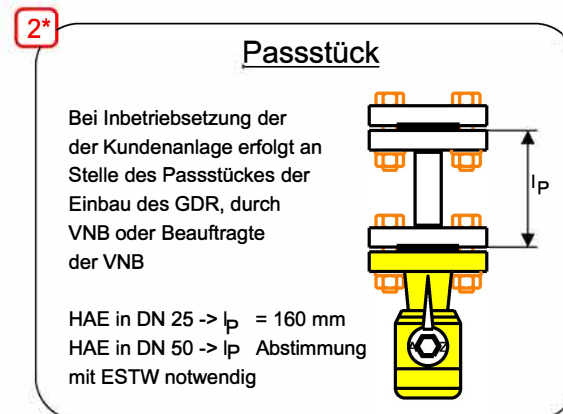 2*
Passstück
Bei Inbetriebsetzung der
der Kundenanlage erfolgt an
Stelle des Passstückes der
Einbau des GDR, durch
VNB oder Beauftragte
der VNB
lP
HAE in DN 25 -> lP = 160 mm
HAE in DN 50 -> lP Abstimmung
mit ESTW notwendig
A Z